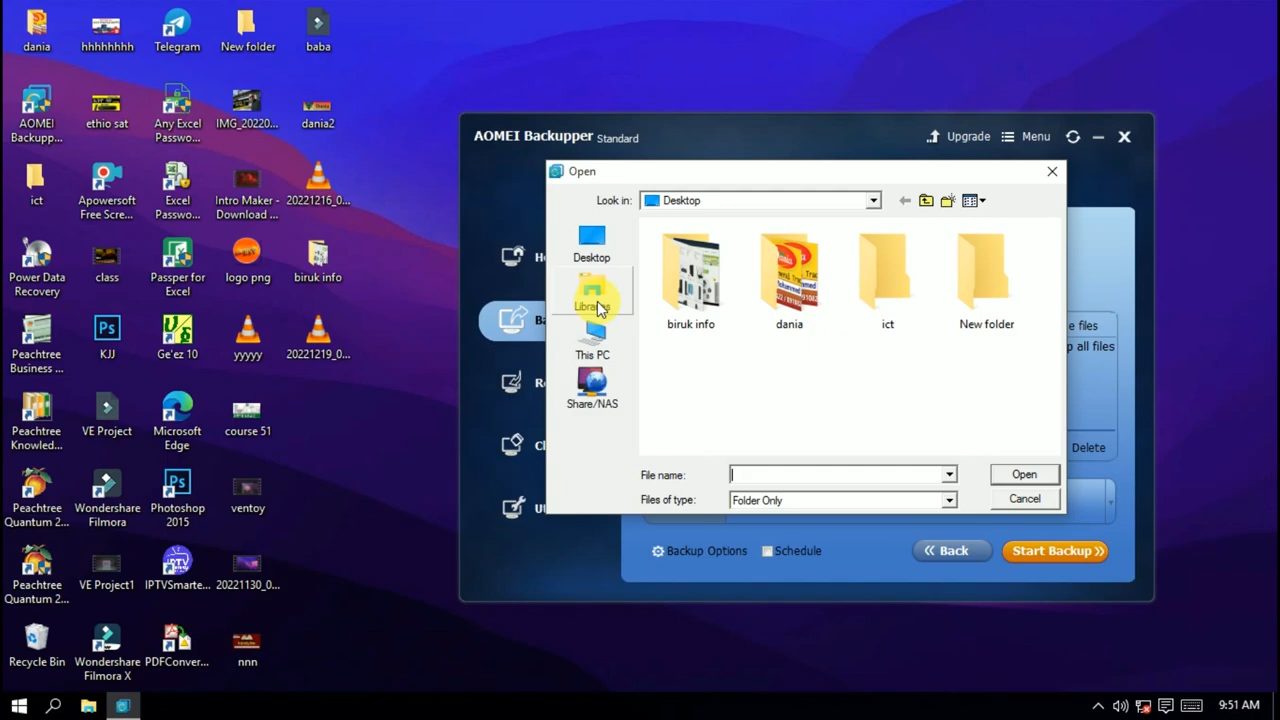 dania
hhhhhhhh
Telegram
New folder
baba
AOMEI
Backupp...
ethio sat
Any Excel
Passwo...
IMG_20220...
dania2
ict
Apowersoft
Free Scre...
Excel
Passwo...
Intro Maker -
Download ...
20221216_0...
Power Data
Recovery
class
Passper for
Excel
logo png
biruk info
Peachtree
Business ...
KJJ
Ge'ez 10
yyyyy
20221219_0...
Peachtree
Knowled...
VE Project
Microsoft
Edge
course 51
Peachtree
Quantum 2...
Wondershare
Filmora
Photoshop
2015
ventoy
Peachtree
Quantum 2...
VE Project1
IPTVSmarte...
20221130_0...
Recycle Bin
Wondershare
Filmora X
PDFConver...
nnn
AOMEI Backupper Standard
Upgrade
Menu
Open
Look in:
Desktop
Desktop
This PC
Share/NAS
biruk info
dania
ict
New folder
File name:
Open
Files of type:
Folder Only
Cancel
e files
p all files
Delete
Backup Options
Schedule
Back
Start Backup
9:51 AM